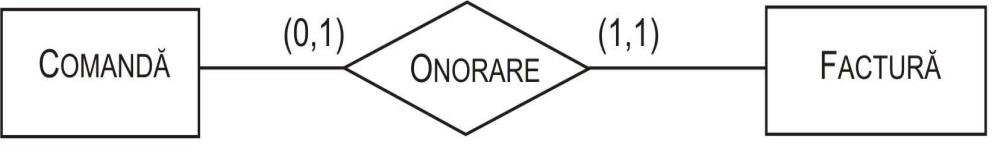 COMANDĂ (0,1) ONORARE (1,1) FACTURĂ